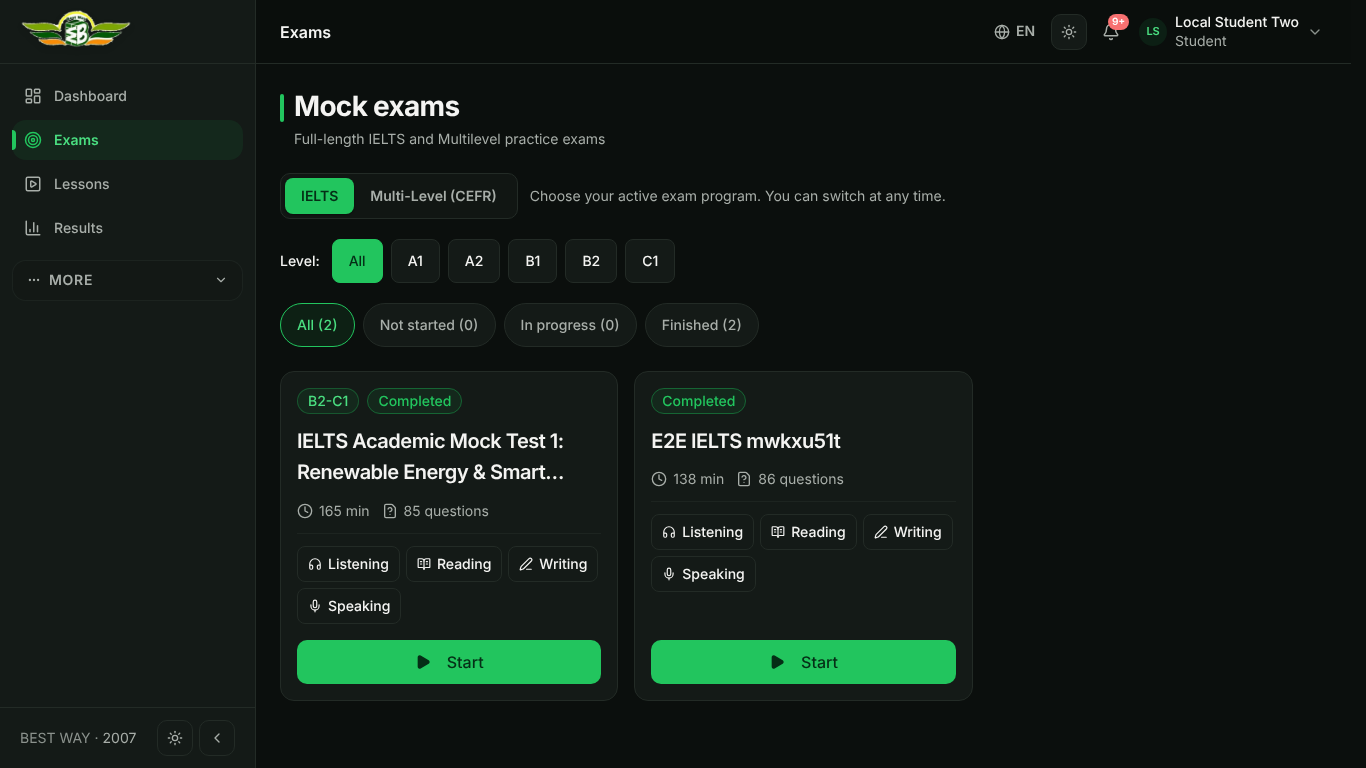 Exams
EN
9+
LS
Local Student Two
Student
Dashboard
Exams
Lessons
Results
MORE
Mock exams
Full-length IELTS and Multilevel practice exams
IELTS
Multi-Level (CEFR)
Choose your active exam program. You can switch at any time.
Level:
All
A1
A2
B1
B2
C1
All (2)
Not started (0)
In progress (0)
Finished (2)
B2-C1
Completed
IELTS Academic Mock Test 1:
Renewable Energy & Smart...
165 min
85 questions
Listening
Reading
Writing
Speaking
Start
Completed
E2E IELTS mwkxu51t
138 min
86 questions
Listening
Reading
Writing
Speaking
Start
BEST WAY · 2007